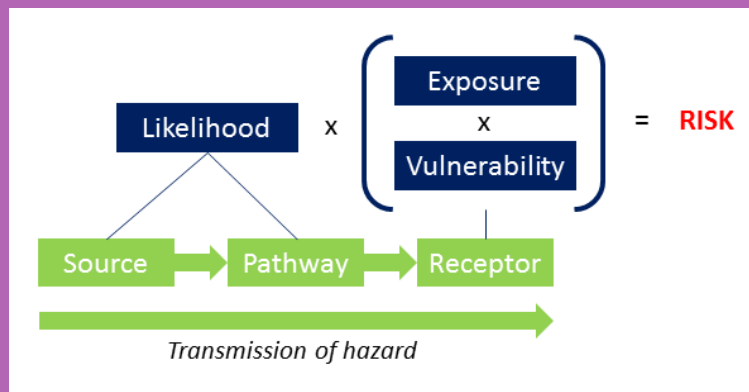 Exposure
Likelihood x x = RISK
Vulnerability
Source Pathway Receptor
Transmission of hazard